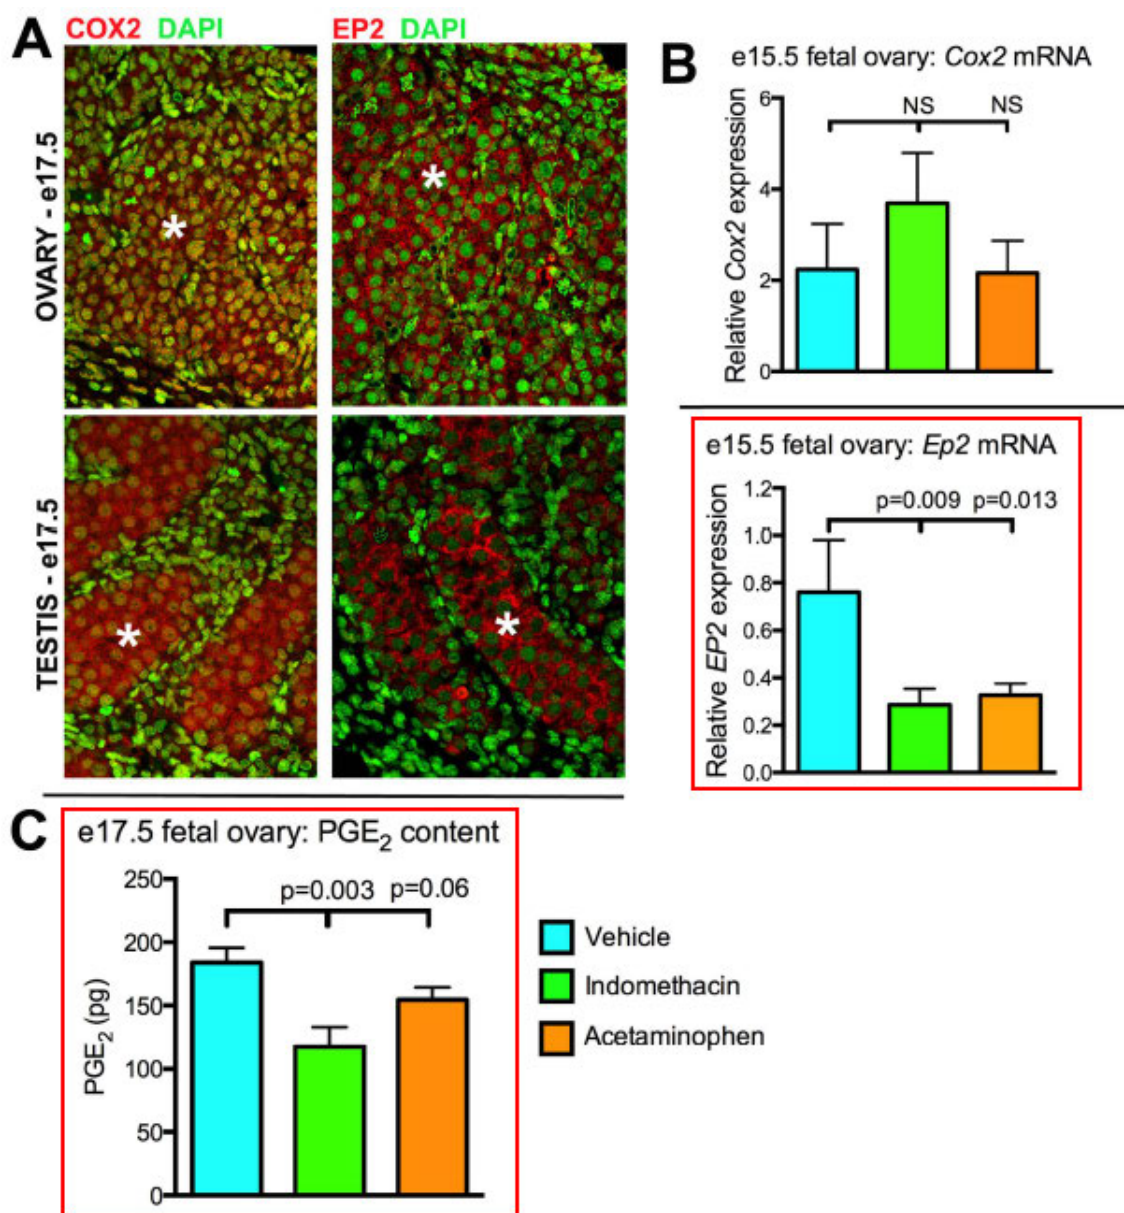 A
COX2 DAPI
EP2 DAPI
OVARY - e17.5
TESTIS - e17.5
*
*
*
*
B
e15.5 fetal ovary: Cox2 mRNA
Relative Cox2 expression
6
4
2
0
NS
NS
e15.5 fetal ovary: Ep2 mRNA
Relative EP2 expression
1.2
1.0
0.8
0.6
0.4
0.2
0.0
p=0.009 p=0.013
C
e17.5 fetal ovary: PGE2 content
PGE2 (pg)
250
200
150
100
50
0
p=0.003 p=0.06
Vehicle
Indomethacin
Acetaminophen